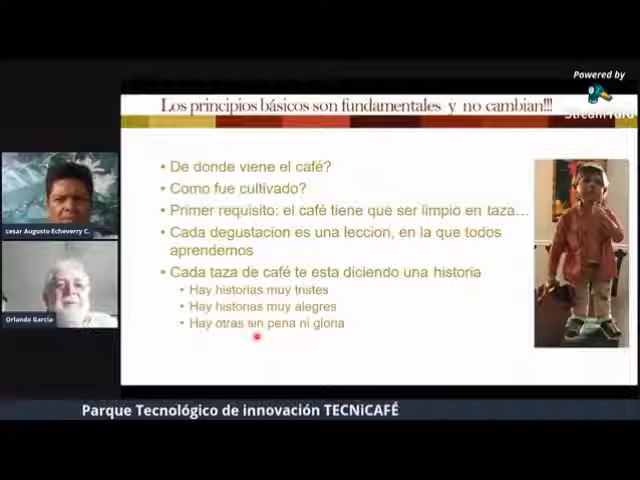 Powered by
StreamYard
Los principios básicos son fundamentales y no cambian!!!
• De donde viene el café?
• Como fue cultivado?
• Primer requisito: el café tiene que ser limpio en taza…
• Cada degustacion es una leccion, en la que todos
aprendemos
• Cada taza de café te esta diciendo una historia
• Hay historias muy tristes
• Hay historias muy alegres
• Hay otras sin pena ni gloria
cesar Augusto Echeverry C.
Orlando Garcia
Parque Tecnológico de innovación TECNiCAFÉ